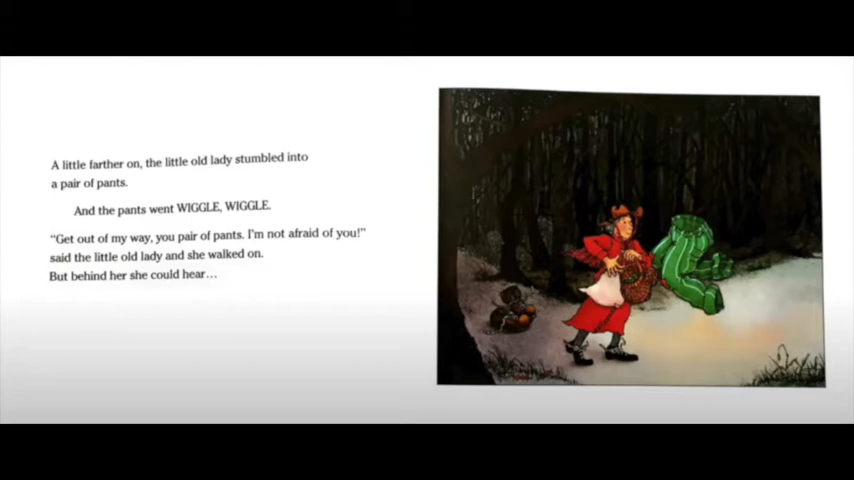 A little farther on, the little old lady stumbled into
a pair of pants.
And the pants went WIGGLE, WIGGLE.
“Get out of my way, you pair of pants. I'm not afraid of you!”
said the little old lady and she walked on.
But behind her she could hear...